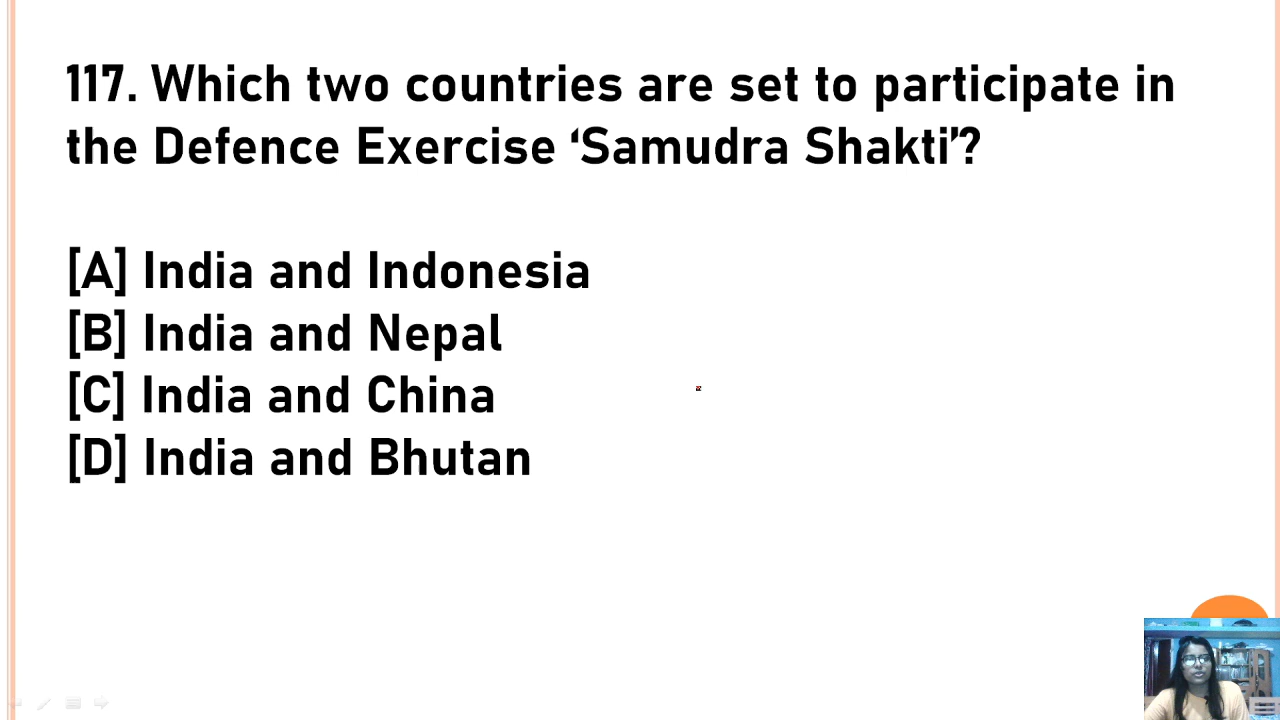 117. Which two countries are set to participate in
the Defence Exercise ‘Samudra Shakti’?
[A] India and Indonesia
[B] India and Nepal
[C] India and China
[D] India and Bhutan